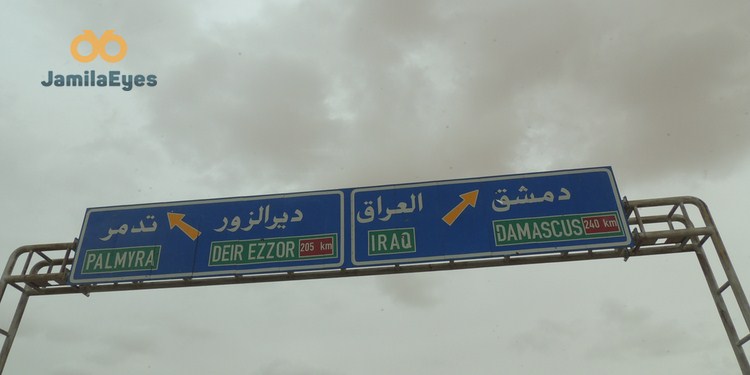 JamilaEyes
تدمر
ديرالزور
PALMYRA
DEIR EZZOR 205 km
العراق
دمشق
IRAQ
DAMASCUS 240 km